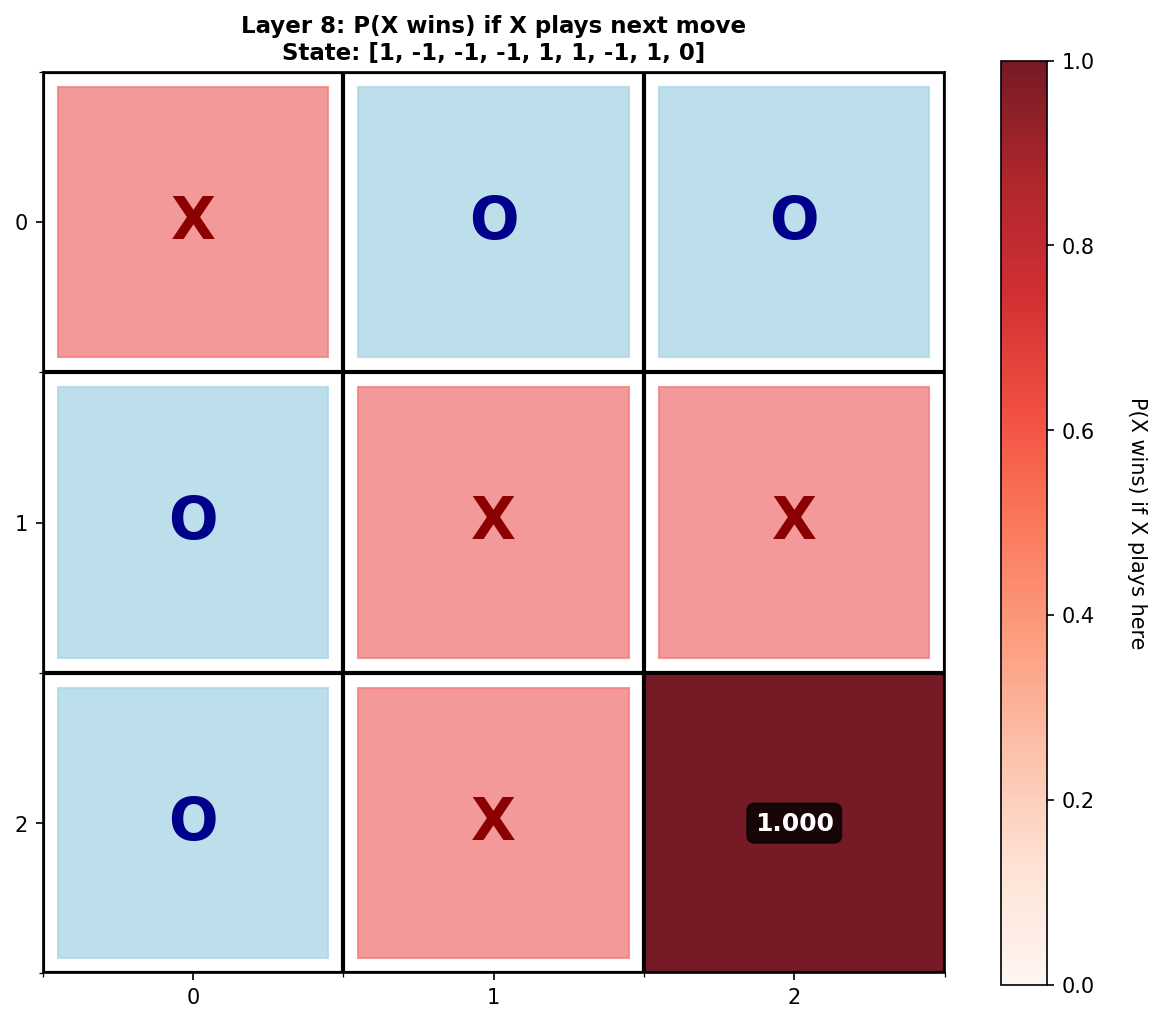 Layer 8: P(X wins) if X plays next move
State: [1, -1, -1, -1, 1, 1, -1, 1, 0]
X O O
O X X
O X 1.000
0
1
2
0 1 2
1.0
0.8
0.6
0.4
0.2
0.0
P(X wins) if X plays here